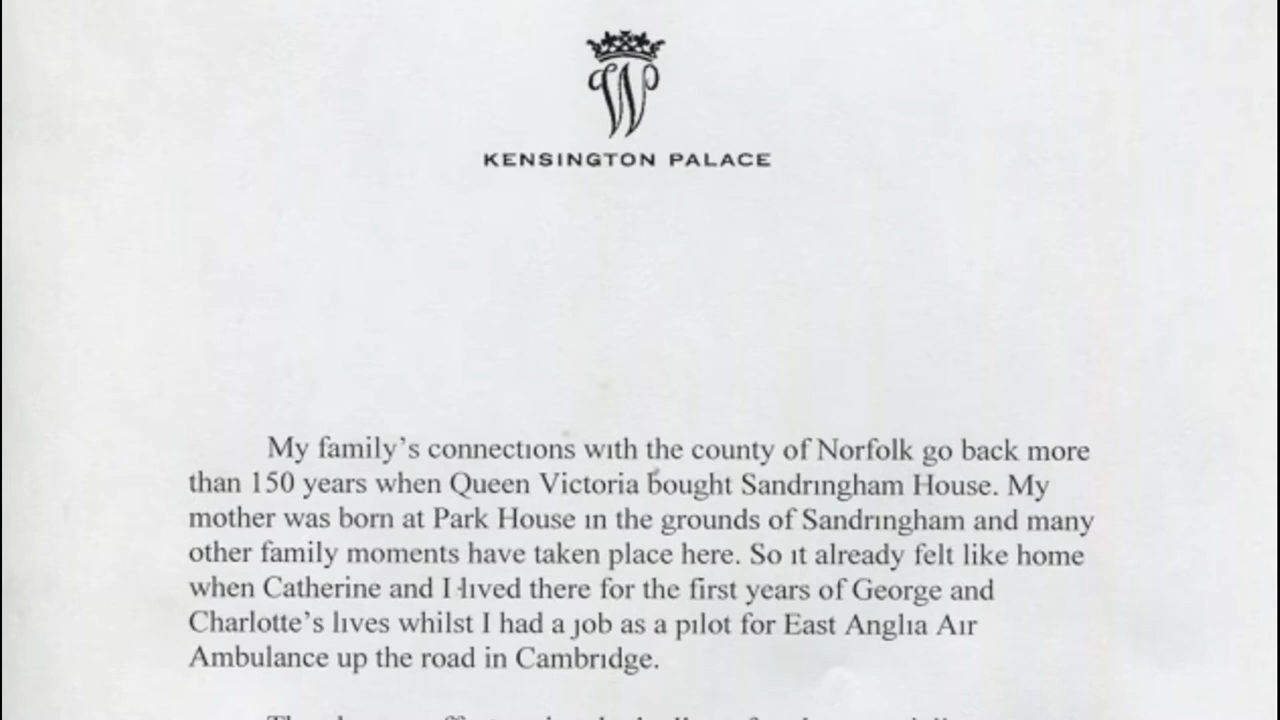 W
KENSINGTON PALACE
My family's connections with the county of Norfolk go back more
than 150 years when Queen Victoria bought Sandringham House. My
mother was born at Park House in the grounds of Sandringham and many
other family moments have taken place here. So it already felt like home
when Catherine and I lived there for the first years of George and
Charlotte's lives whilst I had a job as a pilot for East Anglia Air
Ambulance up the road in Cambridge.